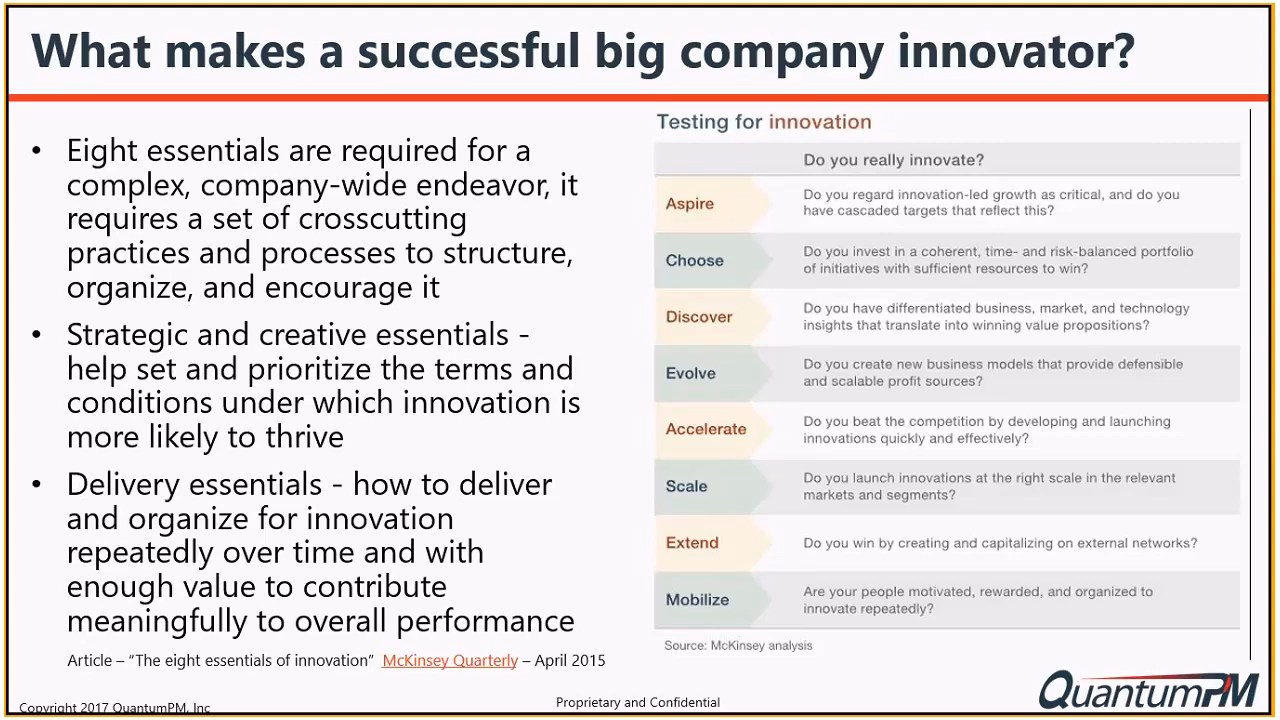 What makes a successful big company innovator?
• Eight essentials are required for a
complex, company-wide endeavor, it
requires a set of crosscutting
practices and processes to structure,
organize, and encourage it
• Strategic and creative essentials -
help set and prioritize the terms and
conditions under which innovation is
more likely to thrive
• Delivery essentials - how to deliver
and organize for innovation
repeatedly over time and with
enough value to contribute
meaningfully to overall performance
Article – “The eight essentials of innovation” McKinsey Quarterly – April 2015
Testing for innovation
Do you really innovate?
Aspire
Do you regard innovation-led growth as critical, and do you
have cascaded targets that reflect this?
Choose
Do you invest in a coherent, time- and risk-balanced portfolio
of initiatives with sufficient resources to win?
Discover
Do you have differentiated business, market, and technology
insights that translate into winning value propositions?
Evolve
Do you create new business models that provide defensible
and scalable profit sources?
Accelerate
Do you beat the competition by developing and launching
innovations quickly and effectively?
Scale
Do you launch innovations at the right scale in the relevant
markets and segments?
Extend
Do you win by creating and capitalizing on external networks?
Mobilize
Are your people motivated, rewarded, and organized to
innovate repeatedly?
Source: McKinsey analysis
Copyright 2017 QuantumPM, Inc
Proprietary and Confidential
QuantumPM